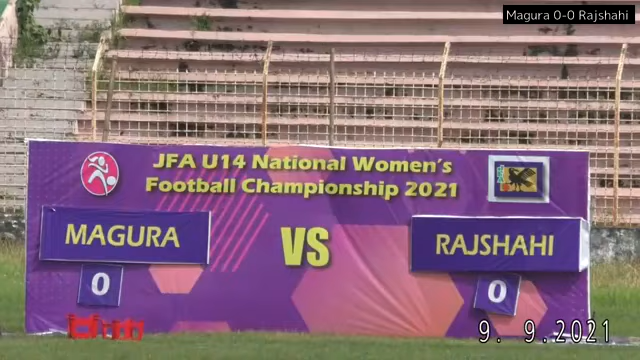 Magura 0-0 Rajshahi
JFA U14 National Women's
Football Championship 2021
MAGURA
VS
RAJSHAHI
0
0
9. 9.2021